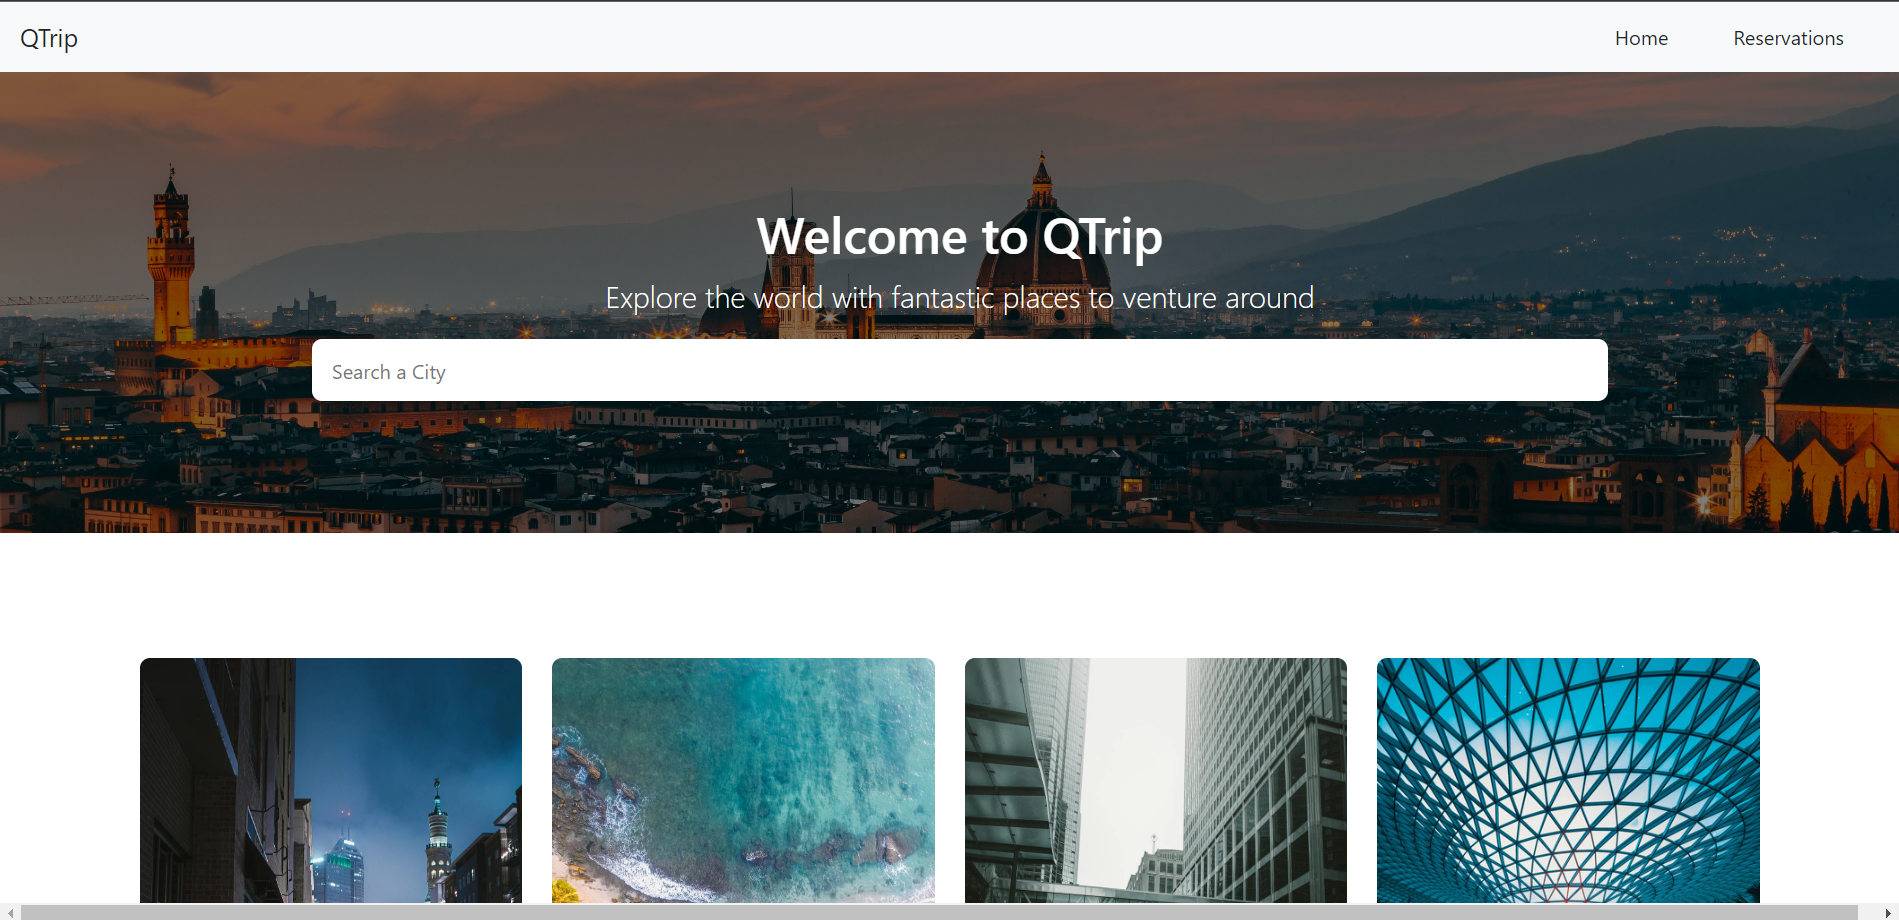 QTrip
Home
Reservations
Welcome to QTrip
Explore the world with fantastic places to venture around
Search a City